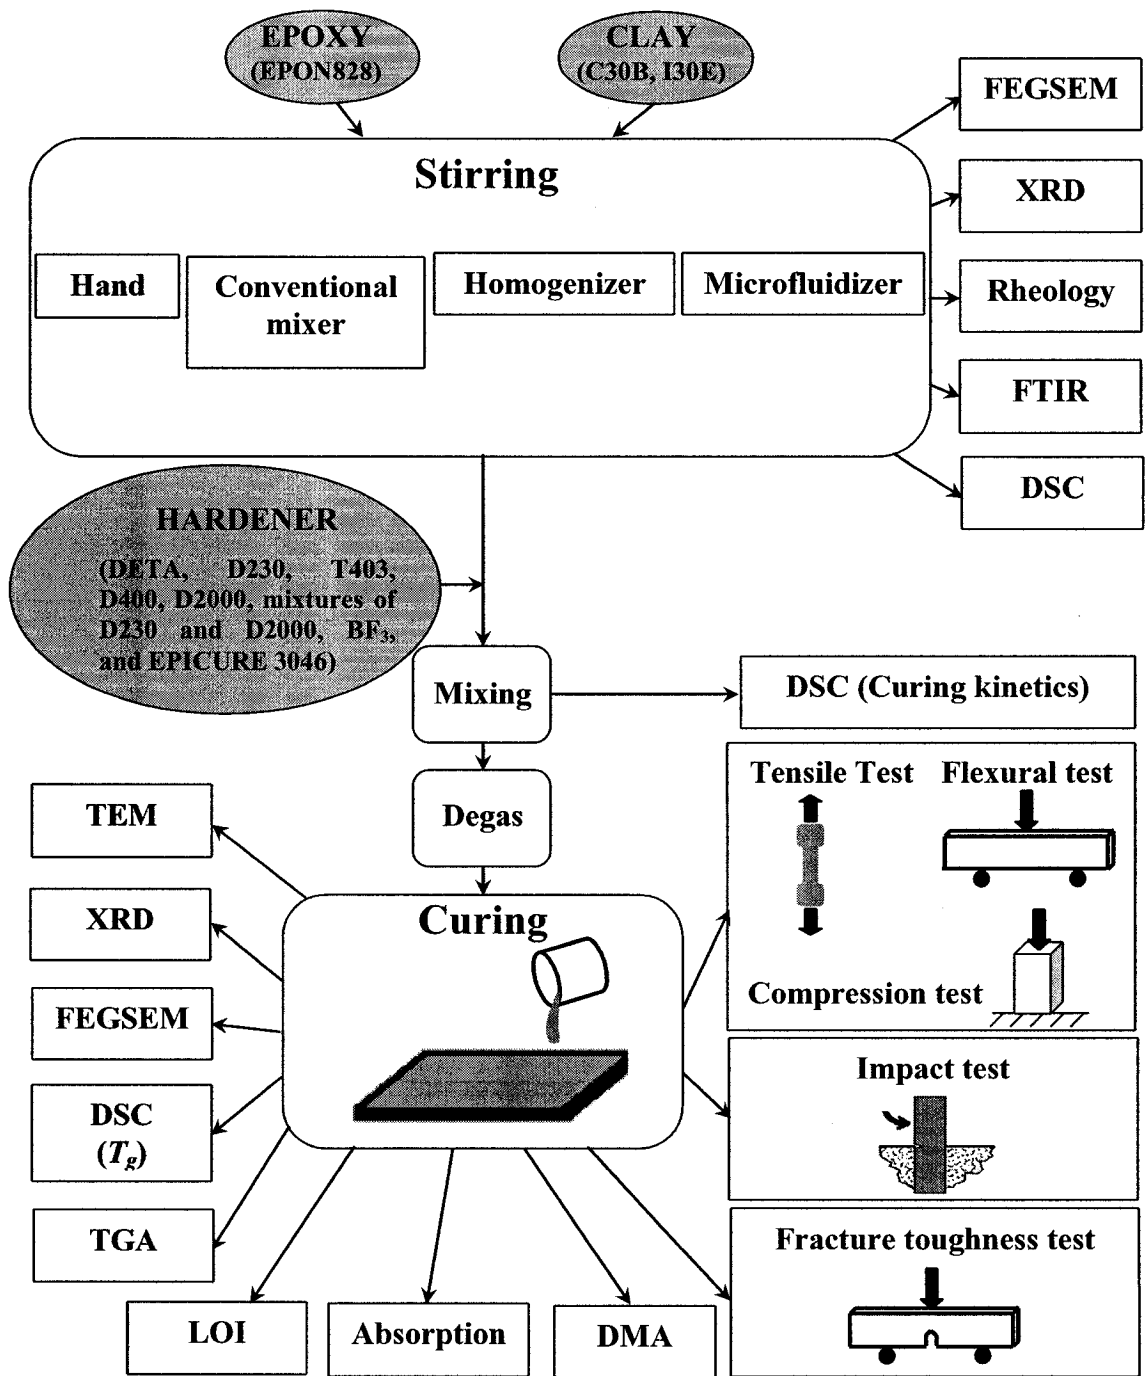 EPOXY
(EPON828)
CLAY
(C30B, I30E)
FEGSEM
Stirring
XRD
Hand
Conventional
mixer
Homogenizer
Microfluidizer
Rheology
FTIR
DSC
HARDENER
(DETA, D230, T403,
D400, D2000, mixtures of
D230 and D2000, BF₃,
and EPICURE 3046)
Mixing
DSC (Curing kinetics)
Degas
Tensile Test
Flexural test
Compression test
TEM
XRD
FEGSEM
DSC
(Tg)
TGA
Curing
Impact test
Fracture toughness test
LOI
Absorption
DMA